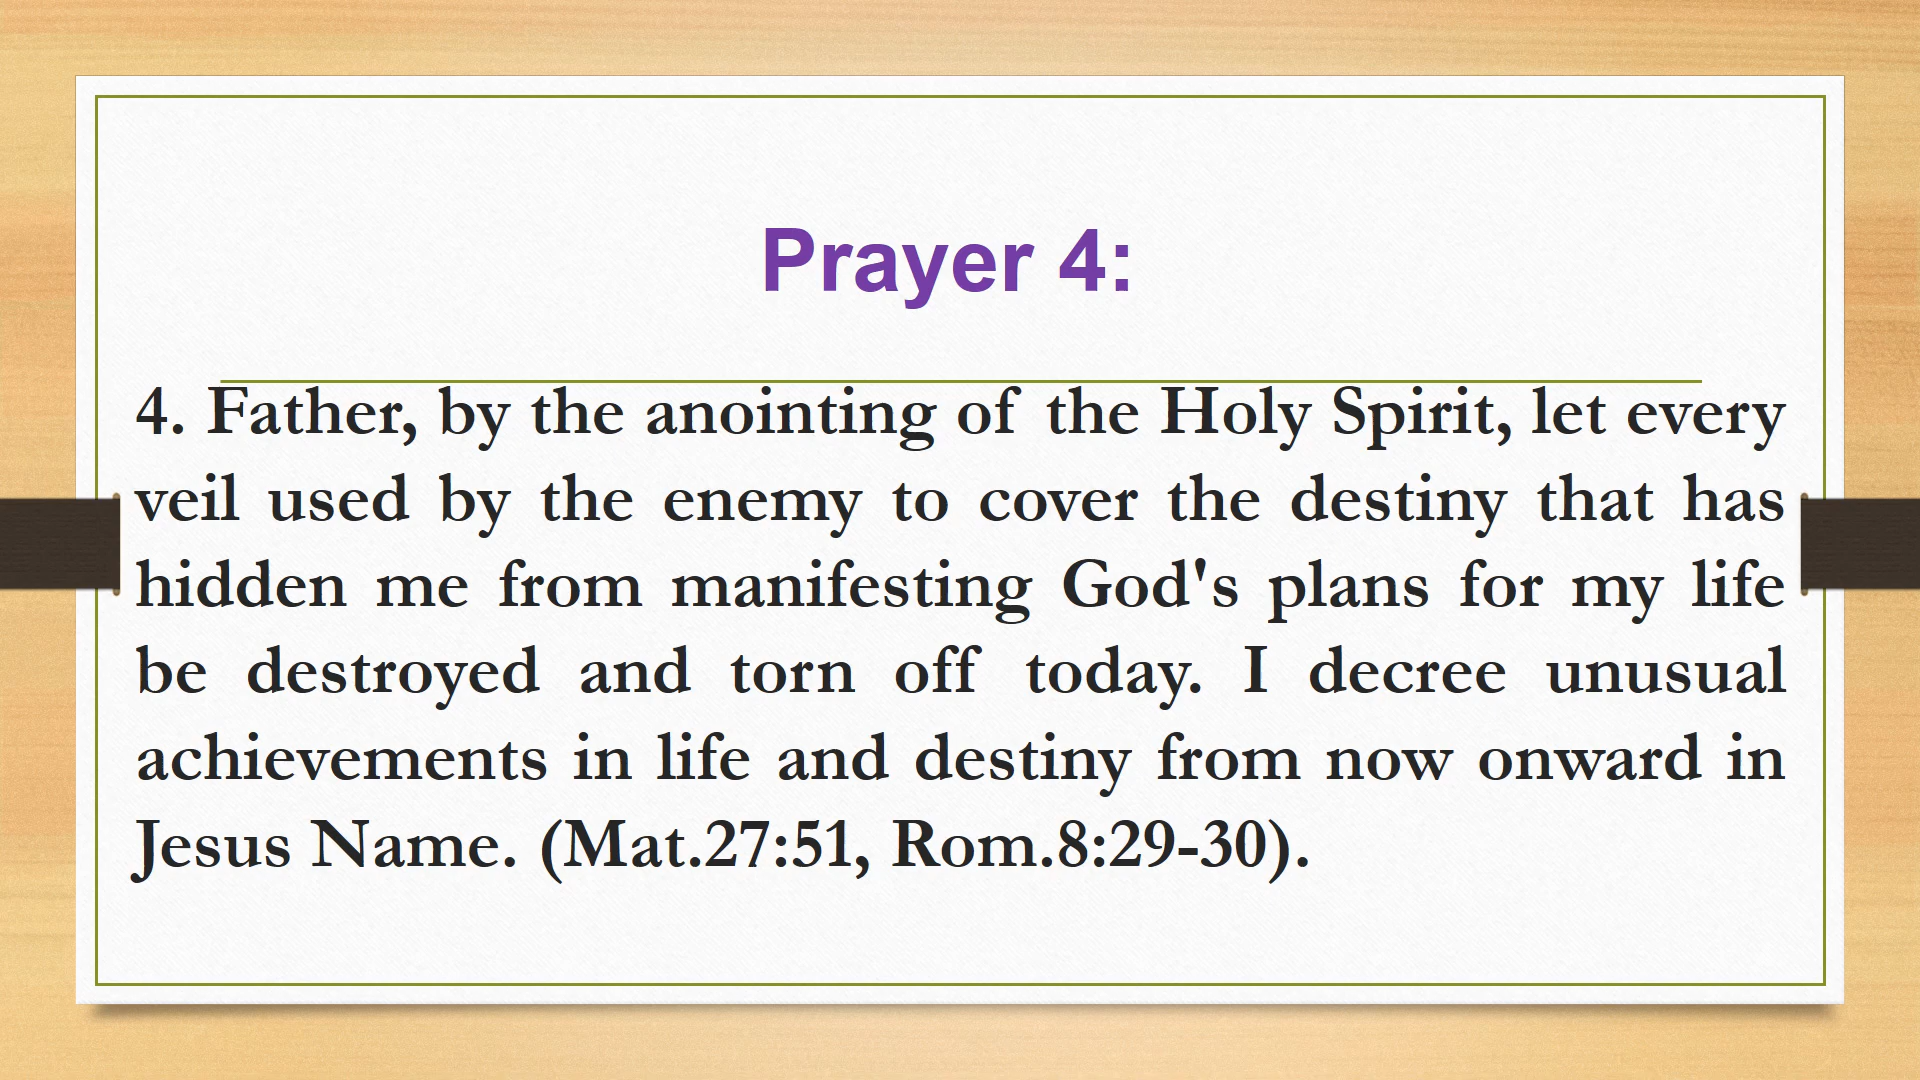 Prayer 4:
4. Father, by the anointing of the Holy Spirit, let every
veil used by the enemy to cover the destiny that has
hidden me from manifesting God's plans for my life
be destroyed and torn off today. I decree unusual
achievements in life and destiny from now onward in
Jesus Name. (Mat.27:51, Rom.8:29-30).